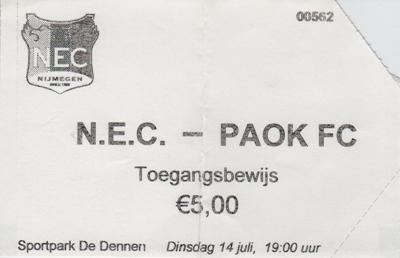 00562
NEC
NIJMEGEN
N.E.C. – PAOK FC
Toegangsbewijs
€5,00
Sportpark De Dennen Dinsdag 14 juli, 19:00 uur